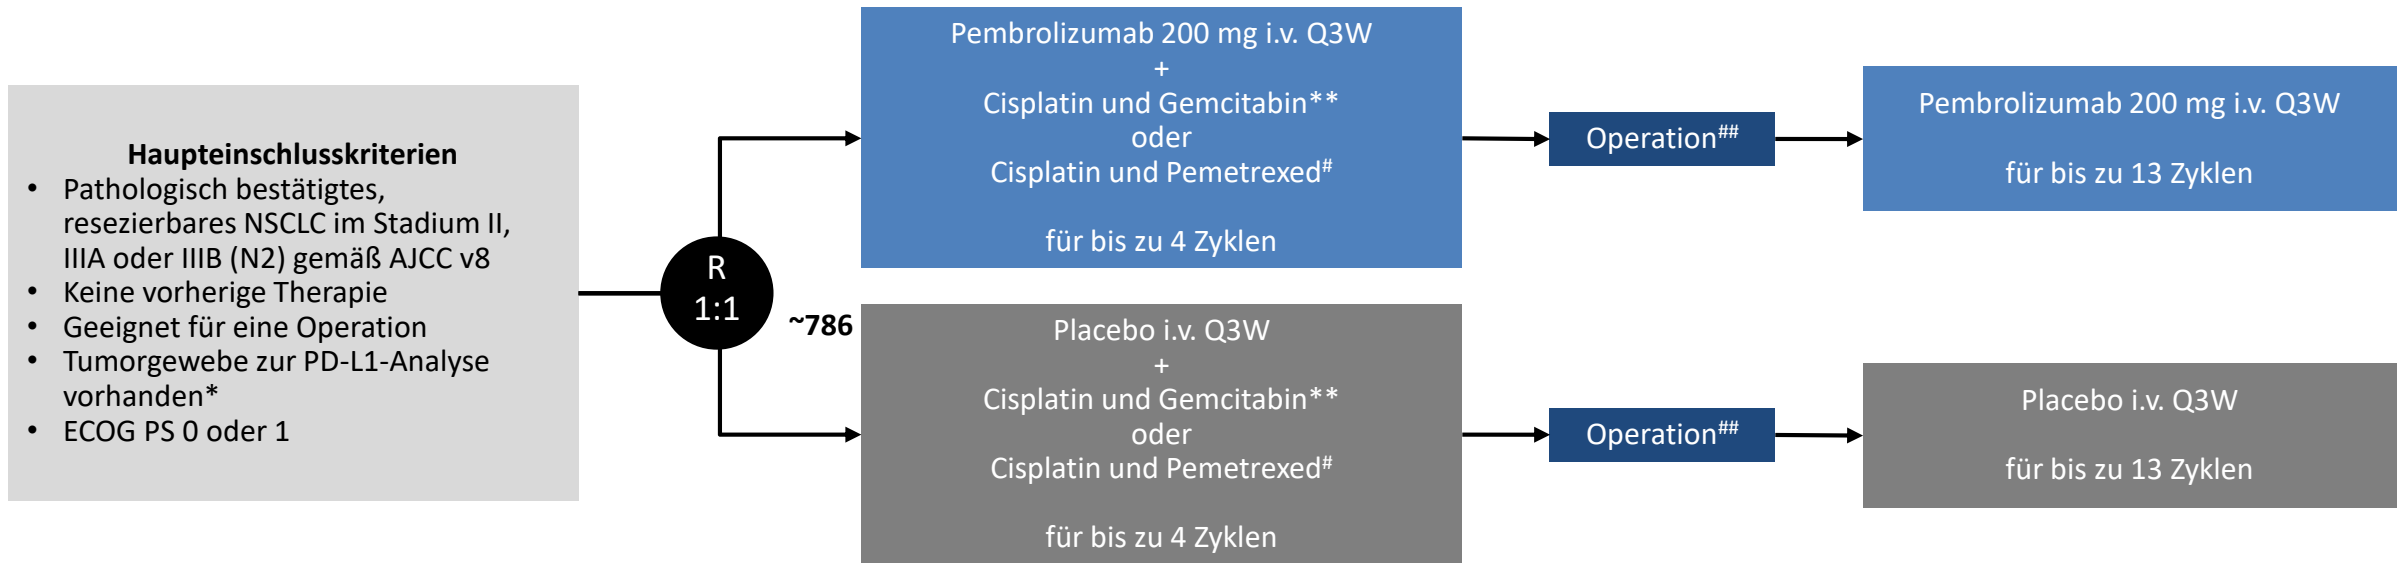 Haupteinschlusskriterien
• Pathologisch bestätigtes,
resezierbares NSCLC im Stadium II,
IIIA oder IIIB (N2) gemäß AJCC v8
• Keine vorherige Therapie
• Geeignet für eine Operation
• Tumorgewebe zur PD-L1-Analyse
vorhanden*
• ECOG PS 0 oder 1
R
1:1
~786
Pembrolizumab 200 mg i.v. Q3W
+
Cisplatin und Gemcitabin**
oder
Cisplatin und Pemetrexed#
für bis zu 4 Zyklen
Operation##
Pembrolizumab 200 mg i.v. Q3W
für bis zu 13 Zyklen
Placebo i.v. Q3W
+
Cisplatin und Gemcitabin**
oder
Cisplatin und Pemetrexed#
für bis zu 4 Zyklen
Operation##
Placebo i.v. Q3W
für bis zu 13 Zyklen